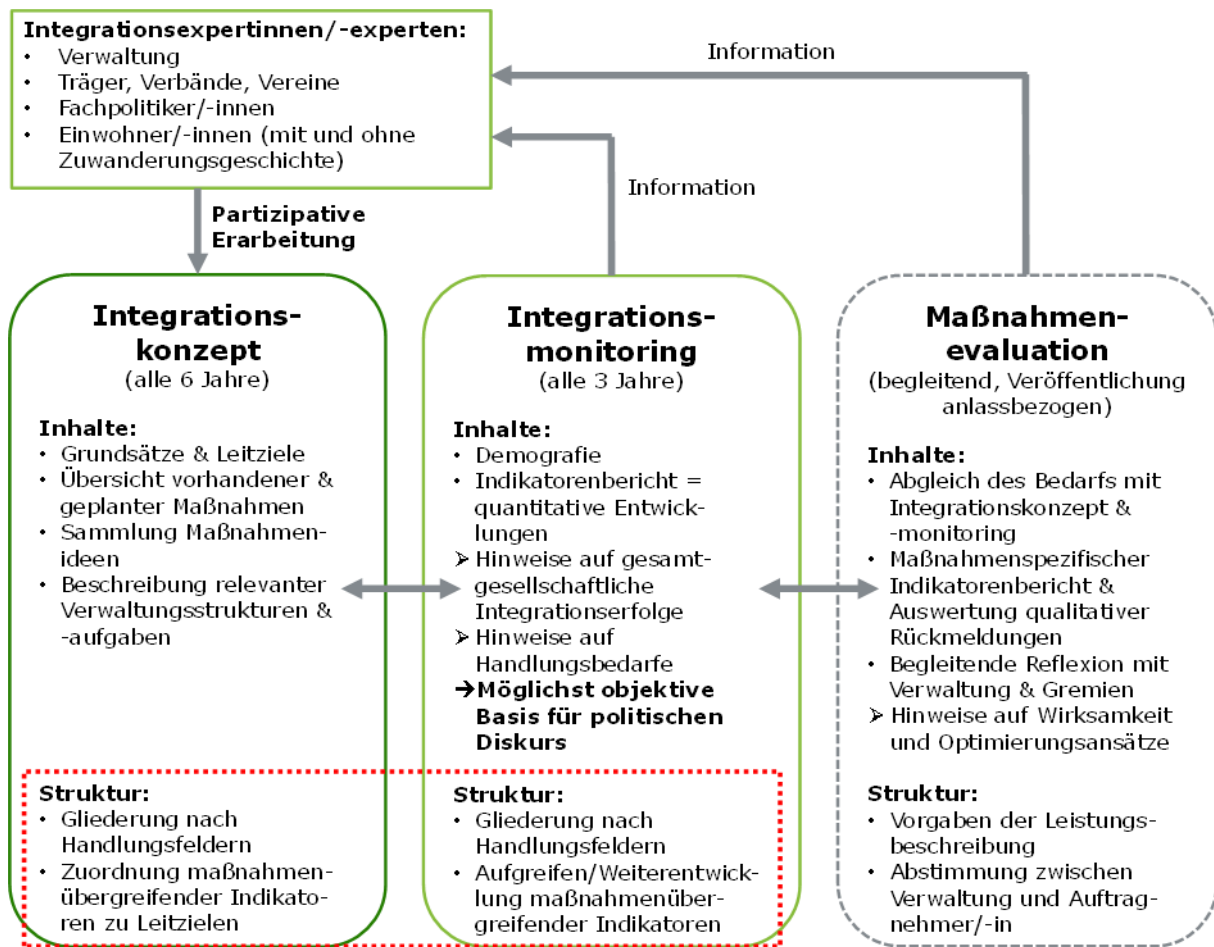 Integrationsexpertinnen/-experten:
• Verwaltung
• Träger, Verbände, Vereine
• Fachpolitiker/-innen
• Einwohner/-innen (mit und ohne
Zuwanderungsgeschichte)
Information
Information
Partizipative
Erarbeitung
Integrations-
konzept
(alle 6 Jahre)
Inhalte:
• Grundsätze & Leitziele
• Übersicht vorhandener &
geplanter Maßnahmen
• Sammlung Maßnahmen-
ideen
• Beschreibung relevanter
Verwaltungsstrukturen &
-aufgaben
Struktur:
• Gliederung nach
Handlungsfeldern
• Zuordnung maßnahmen-
übergreifender Indikato-
ren zu Leitzielen
Integrations-
monitoring
(alle 3 Jahre)
Inhalte:
• Demografie
• Indikatorenbericht =
quantitative Entwick-
lungen
➢ Hinweise auf gesamt-
gesellschaftliche
Integrationserfolge
➢ Hinweise auf
Handlungsbedarfe
→Möglichst objektive
Basis für politischen
Diskurs
Struktur:
• Gliederung nach
Handlungsfeldern
• Aufgreifen/Weiterentwick-
lung maßnahmenüber-
greifender Indikatoren
Maßnahmen-
evaluation
(begleitend, Veröffentlichung
anlassbezogen)
Inhalte:
• Abgleich des Bedarfs mit
Integrationskonzept &
-monitoring
• Maßnahmenspezifischer
Indikatorenbericht &
Auswertung qualitativer
Rückmeldungen
• Begleitende Reflexion mit
Verwaltung & Gremien
➢ Hinweise auf Wirksamkeit
und Optimierungsansätze
Struktur:
• Vorgaben der Leistungs-
beschreibung
• Abstimmung zwischen
Verwaltung und Auftrag-
nehmer/-in